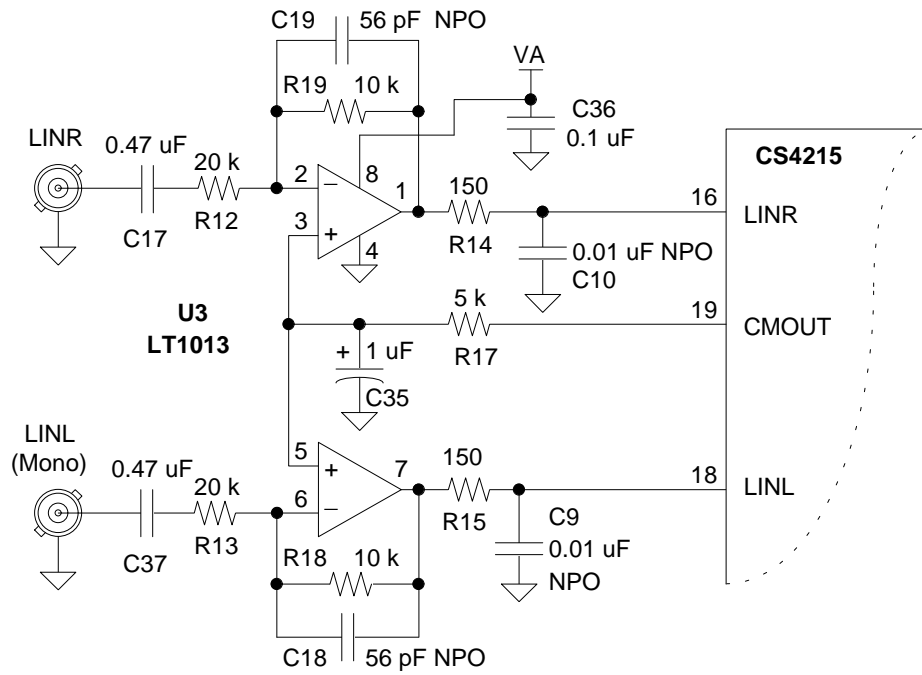 C19
56 pF NPO
R19
10 k
VA
C36
0.1 uF
LINR
0.47 uF
C17
20 k
R12
2
−
3
+
8
1
4
150
R14
0.01 uF NPO
C10
CS4215
16
LINR
U3
LT1013
5 k
R17
19
CMOUT
+
1 uF
C35
LINL
(Mono)
0.47 uF
C37
20 k
R13
5
+
6
−
7
150
R15
C9
0.01 uF
NPO
18
LINL
R18
10 k
C18
56 pF NPO